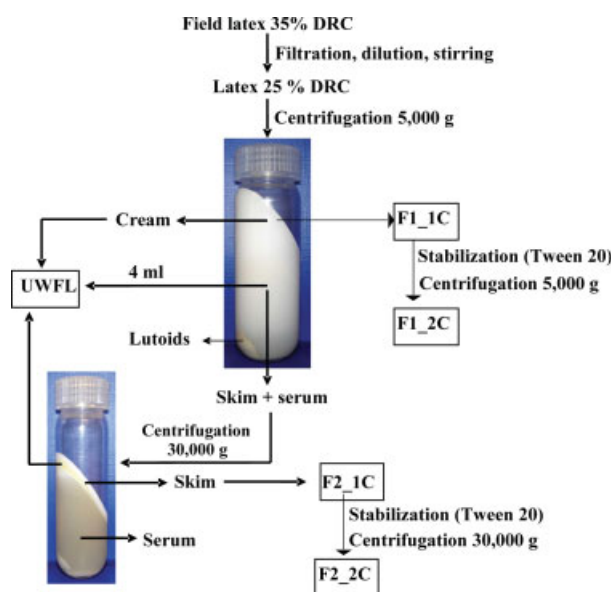 Field latex 35% DRC
Filtration, dilution, stirring
Latex 25 % DRC
Centrifugation 5,000 g
Cream
F1_1C
Stabilization (Tween 20)
Centrifugation 5,000 g
4 ml
UWFL
F1_2C
Lutoids
Skim + serum
Centrifugation
30,000 g
Skim
F2_1C
Stabilization (Tween 20)
Centrifugation 30,000 g
Serum
F2_2C